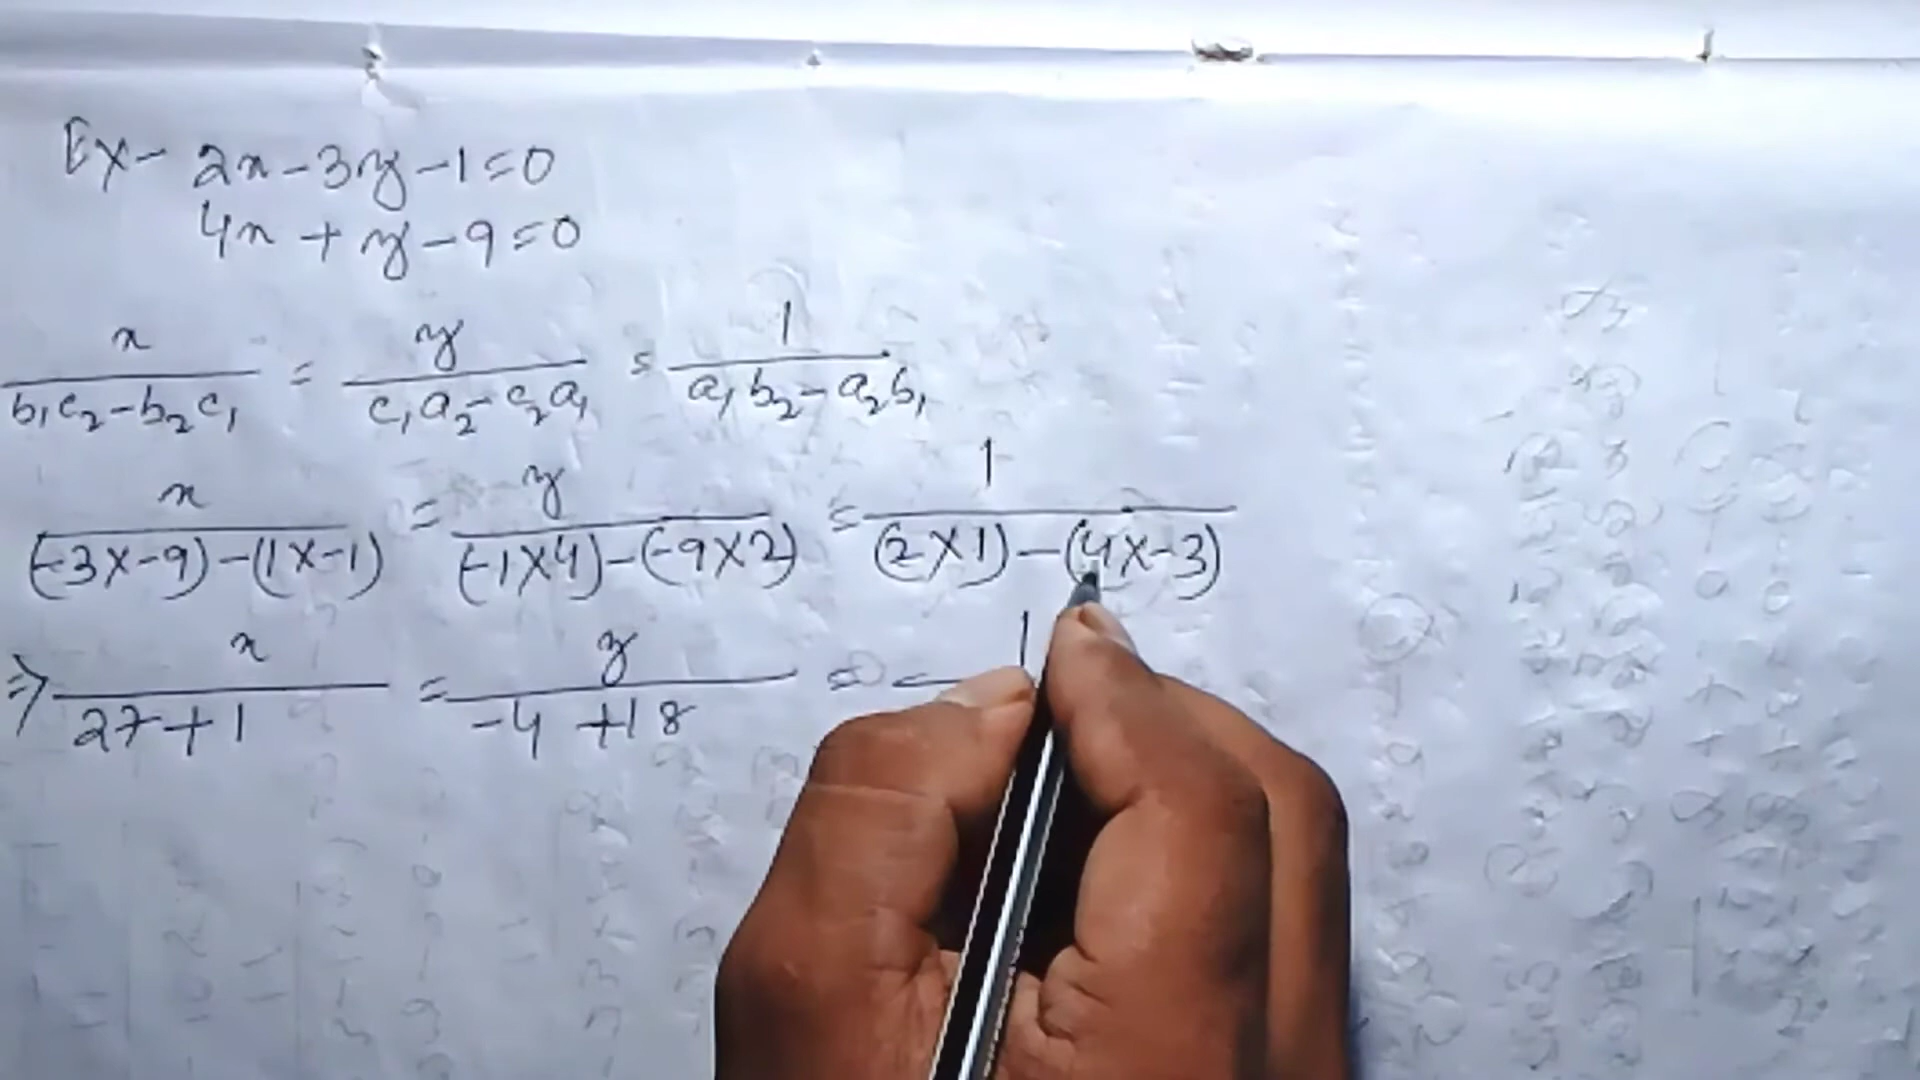 Ex- 2x-3y-1=0
4x+y-9=0
x/(b₁c₂-b₂c₁) = y/(c₁a₂-c₂a₁) = 1/(a₁b₂-a₂b₁)
x/((-3x-9)-(1x-1)) = y/((-1x4)-(-9x2)) = 1/((2x1)-(4x-3))
⇒ x/(27+1) = y/(-4+18) = 1/